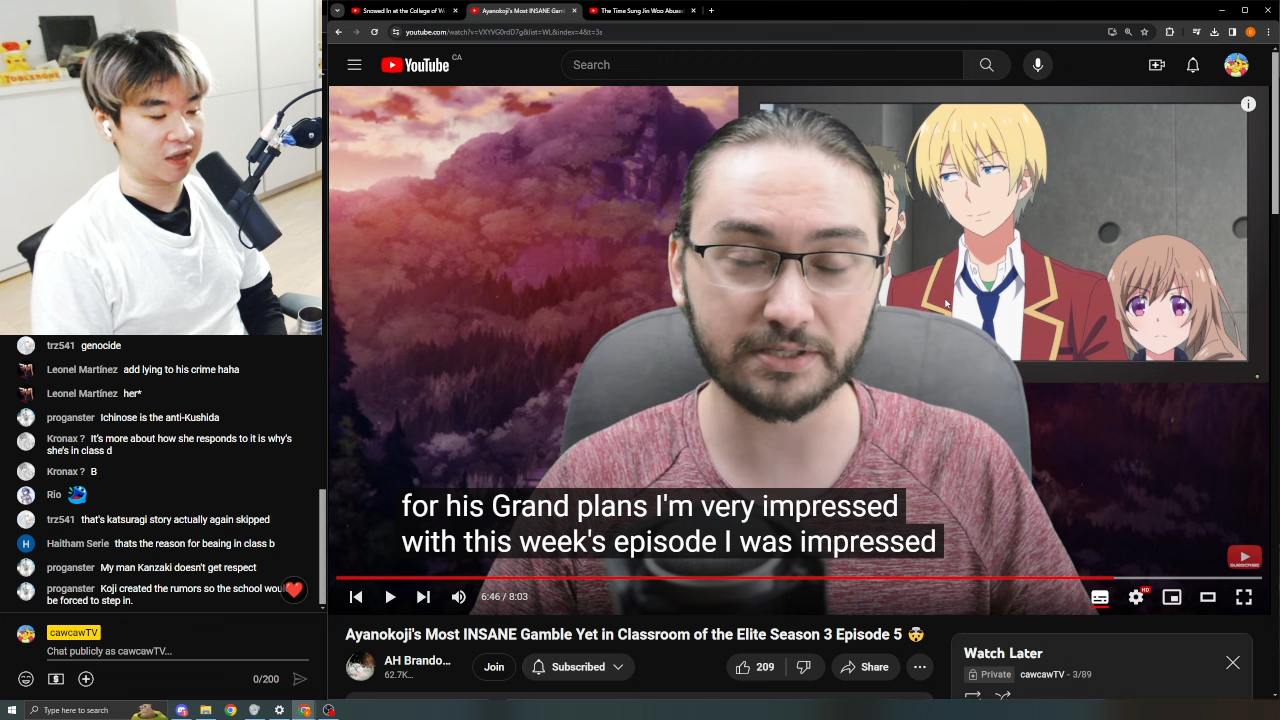 TOBLERONE
Snowed In at the College of W
Ayanokoji's Most INSANE Gamb
The Time Sung Jin Woo Abused
youtube.com/watch?v=VXYVG0rdD7g&list=WL&index=4&t=3s
YouTube CA
Search
for his Grand plans I'm very impressed
with this week's episode I was impressed
SUBSCRIBE
6:46 / 8:03
HD
Ayanokoji's Most INSANE Gamble Yet in Classroom of the Elite Season 3 Episode 5 🤯
AH Brando...
62.7K...
Join
Subscribed
209
Share
Watch Later
Private cawcawTV - 3/89
trz541 genocide
Leonel Martínez add lying to his crime haha
Leonel Martínez her*
proganster Ichinose is the anti-Kushida
Kronax ? It's more about how she responds to it is why's
she's in class d
Kronax ? B
Rio
trz541 that's katsuragi story actually again skipped
H Haitham Serie thats the reason for beaing in class b
proganster My man Kanzaki doesn't get respect
proganster Koji created the rumors so the school wou
be forced to step in.
cawcawTV
Chat publicly as cawcawTV...
0/200
Type here to search